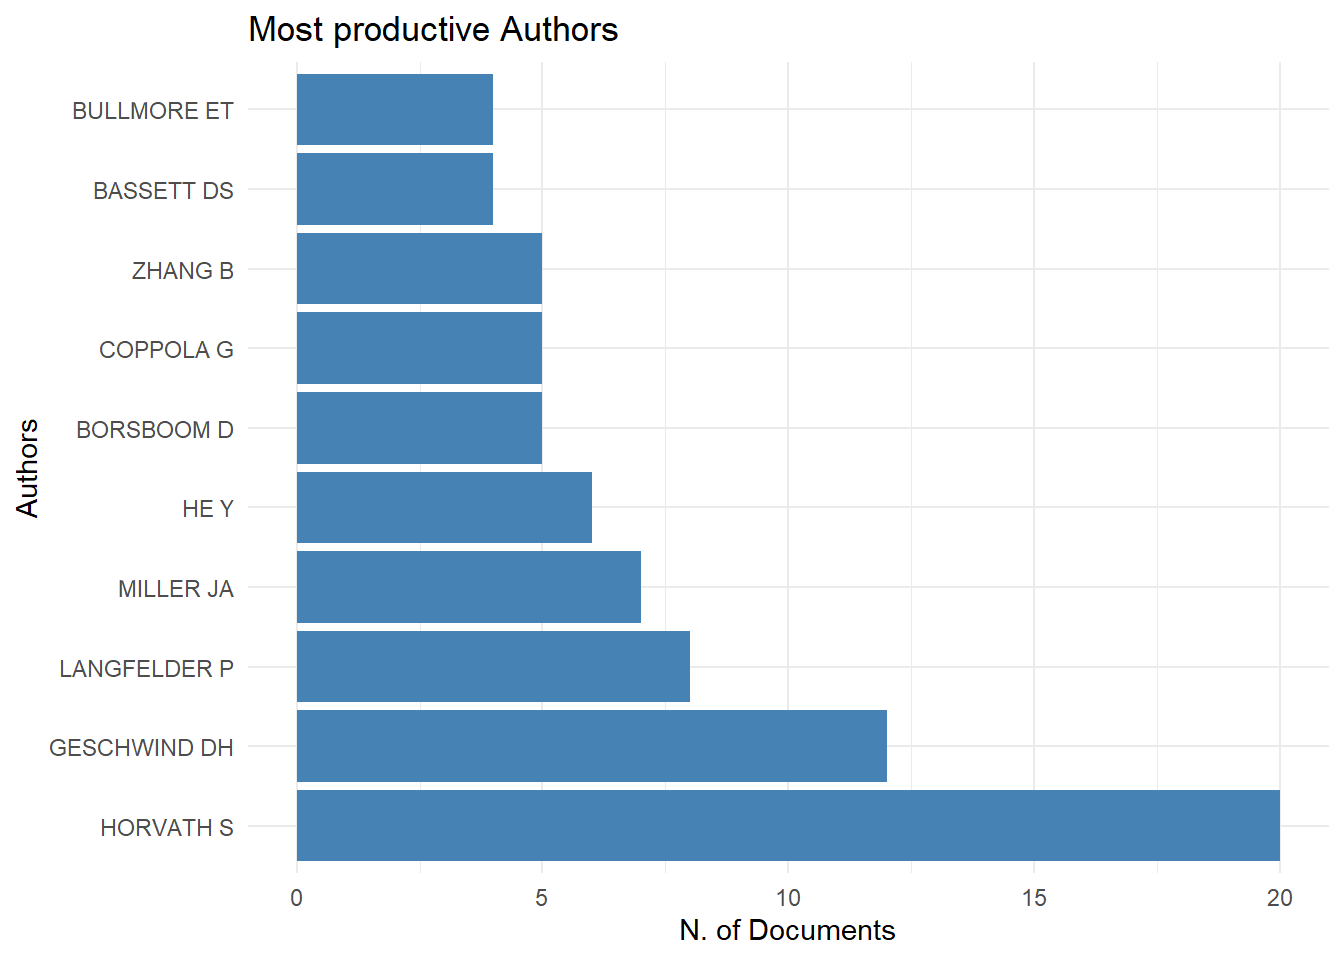 Most productive Authors
BULLMORE ET
BASSETT DS
ZHANG B
COPPOLA G
BORSBOOM D
HE Y
MILLER JA
LANGFELDER P
GESCHWIND DH
HORVATH S
Authors
0 5 10 15 20
N. of Documents